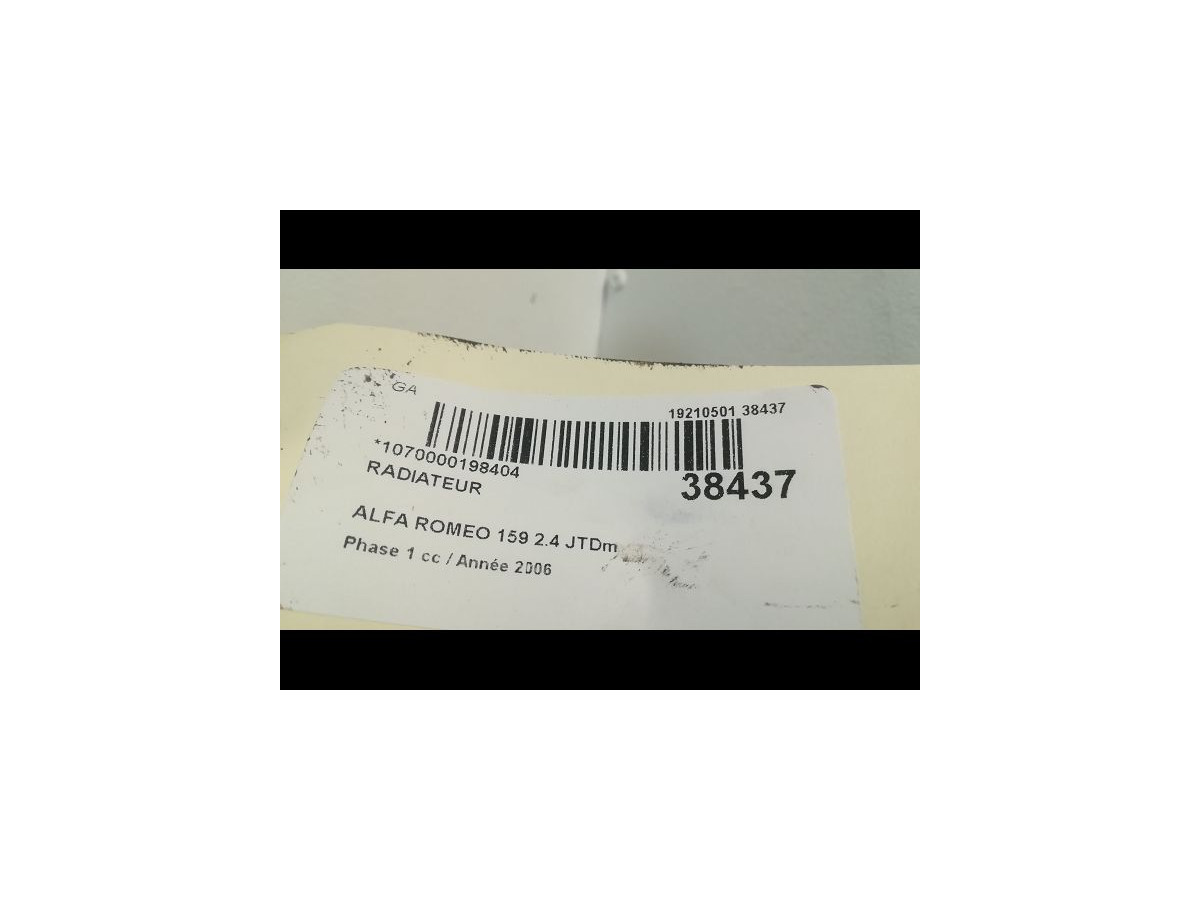 GA
19210501 38437
*1070000198404
38437
RADIATEUR
ALFA ROMEO 159 2.4 JTDm
Phase 1 cc / Année 2006